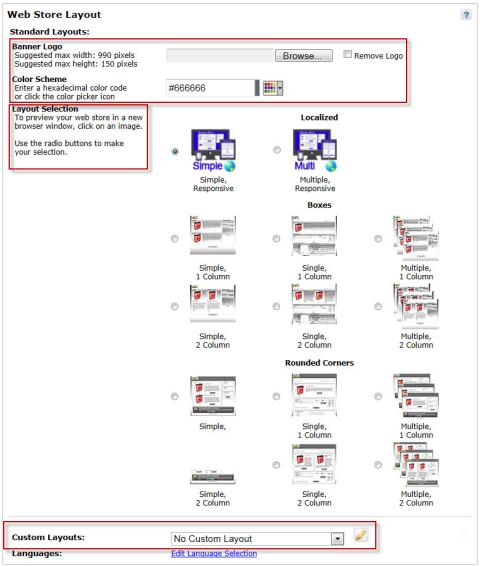 Web Store Layout
?
Standard Layouts:
Banner Logo
Suggested max width: 990 pixels
Suggested max height: 150 pixels
Browse...
Remove Logo
Color Scheme
Enter a hexadecimal color code
or click the color picker icon
#666666
Layout Selection
To preview your web store in a new
browser window, click on an image.
Use the radio buttons to make
your selection.
Localized
Simple
Multi
Simple,
Responsive
Multiple,
Responsive
Boxes
Simple,
1 Column
Single,
1 Column
Multiple,
1 Column
Simple,
2 Column
Single,
2 Column
Multiple,
2 Column
Rounded Corners
Simple,
Single,
1 Column
Multiple,
1 Column
Simple,
2 Column
Single,
2 Column
Multiple,
2 Column
Custom Layouts:
No Custom Layout
Languages:
Edit Language Selection